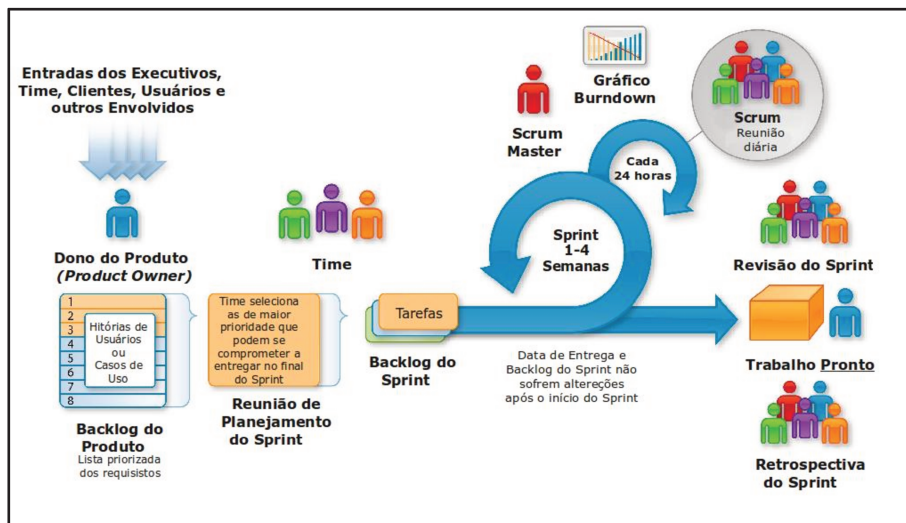 Entradas dos Executivos,
Time, Clientes, Usuários e
outros Envolvidos
Dono do Produto
(Product Owner)
1
2
3
4
5
6
7
8
Hitórias de
Usuários
ou
Casos de
Uso
Backlog do
Produto
Lista priorizada
dos requisistos
Time
Time seleciona
as de maior
prioridade que
podem se
comprometer a
entregar no final
do Sprint
Reunião de
Planejamento
do Sprint
Tarefas
Backlog do
Sprint
Scrum
Master
Gráfico
Burndown
Cada
24 horas
Sprint
1-4
Semanas
Data de Entrega e
Backlog do Sprint não
sofrem altereções
após o início do Sprint
Scrum
Reunião
diária
Revisão do Sprint
Trabalho Pronto
Retrospectiva
do Sprint